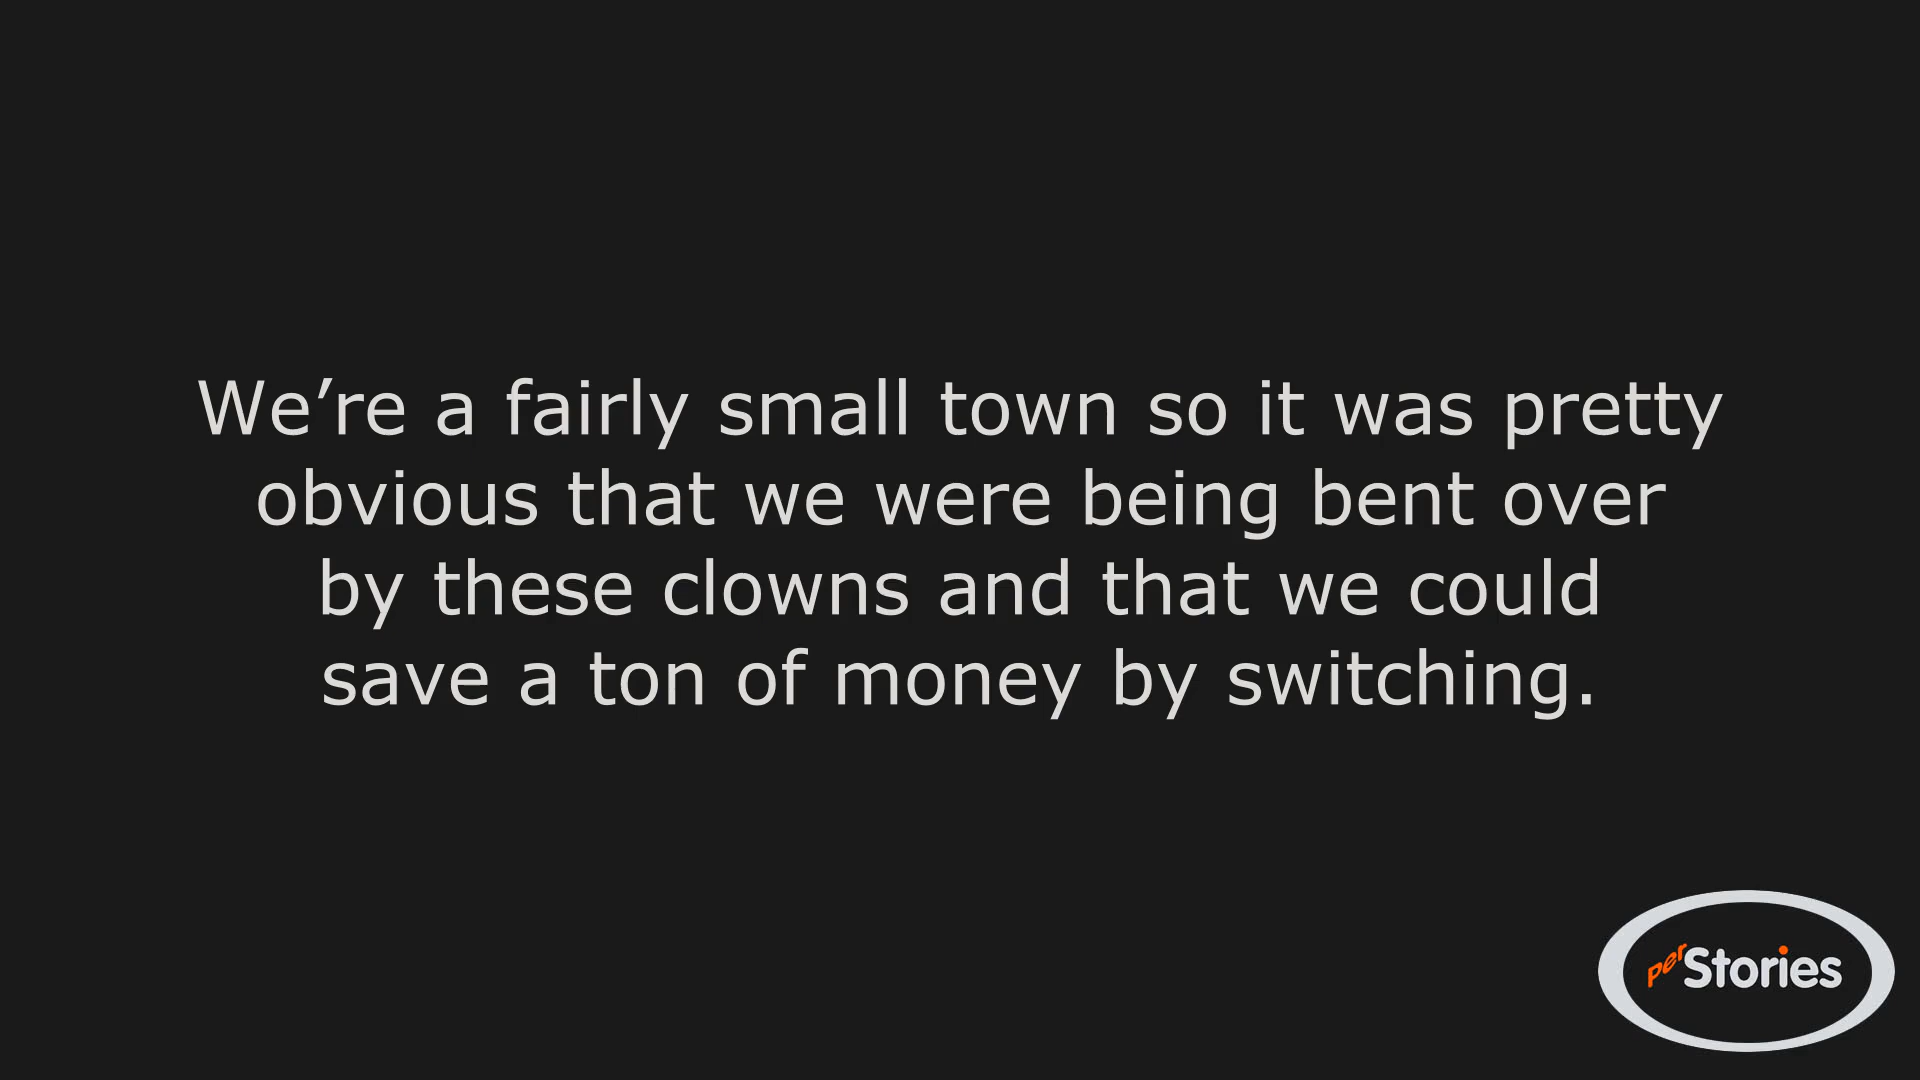 We’re a fairly small town so it was pretty
obvious that we were being bent over
by these clowns and that we could
save a ton of money by switching.
perStories